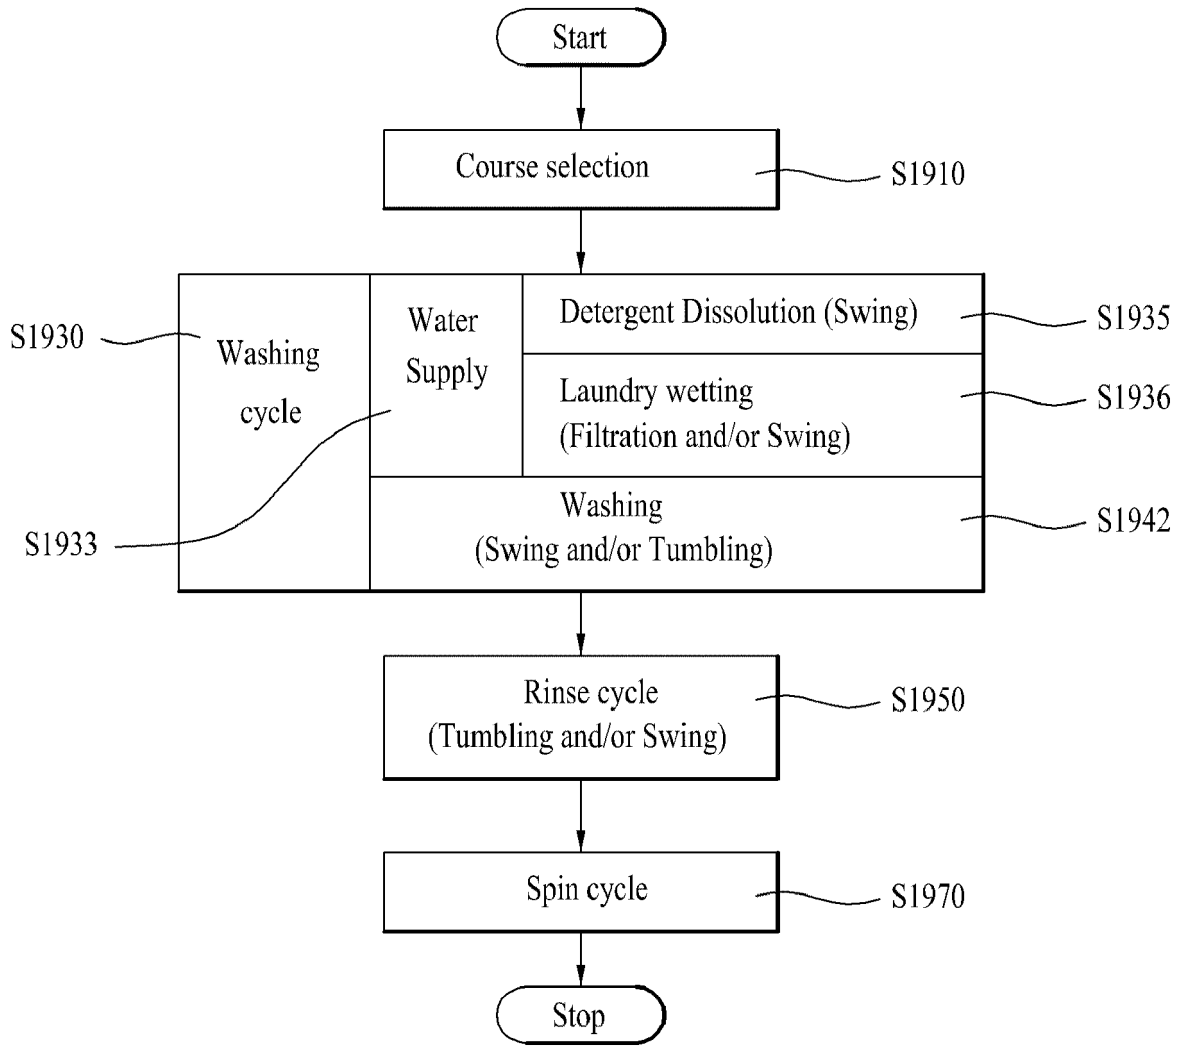 Start
Course selection
S1910
S1930
Washing
cycle
Water
Supply
S1933
Detergent Dissolution (Swing)
S1935
Laundry wetting
(Filtration and/or Swing)
S1936
Washing
(Swing and/or Tumbling)
S1942
Rinse cycle
(Tumbling and/or Swing)
S1950
Spin cycle
S1970
Stop